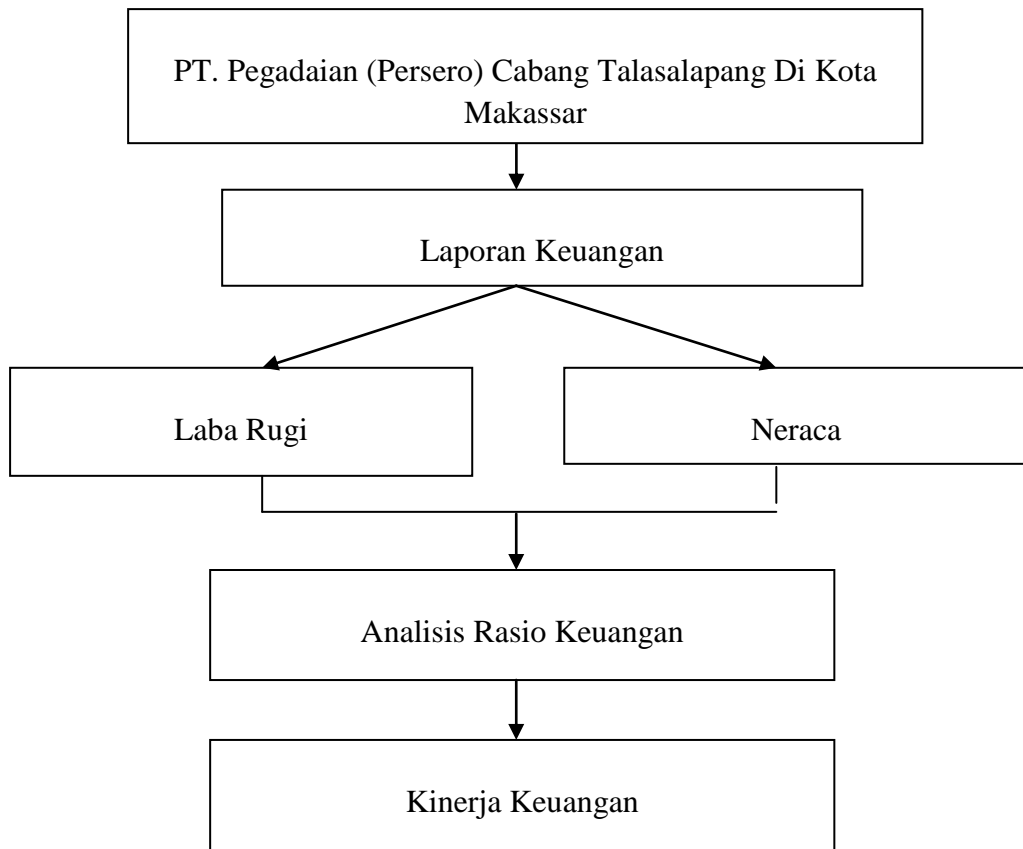 PT. Pegadaian (Persero) Cabang Talasalapang Di Kota
Makassar
Laporan Keuangan
Laba Rugi
Neraca
Analisis Rasio Keuangan
Kinerja Keuangan